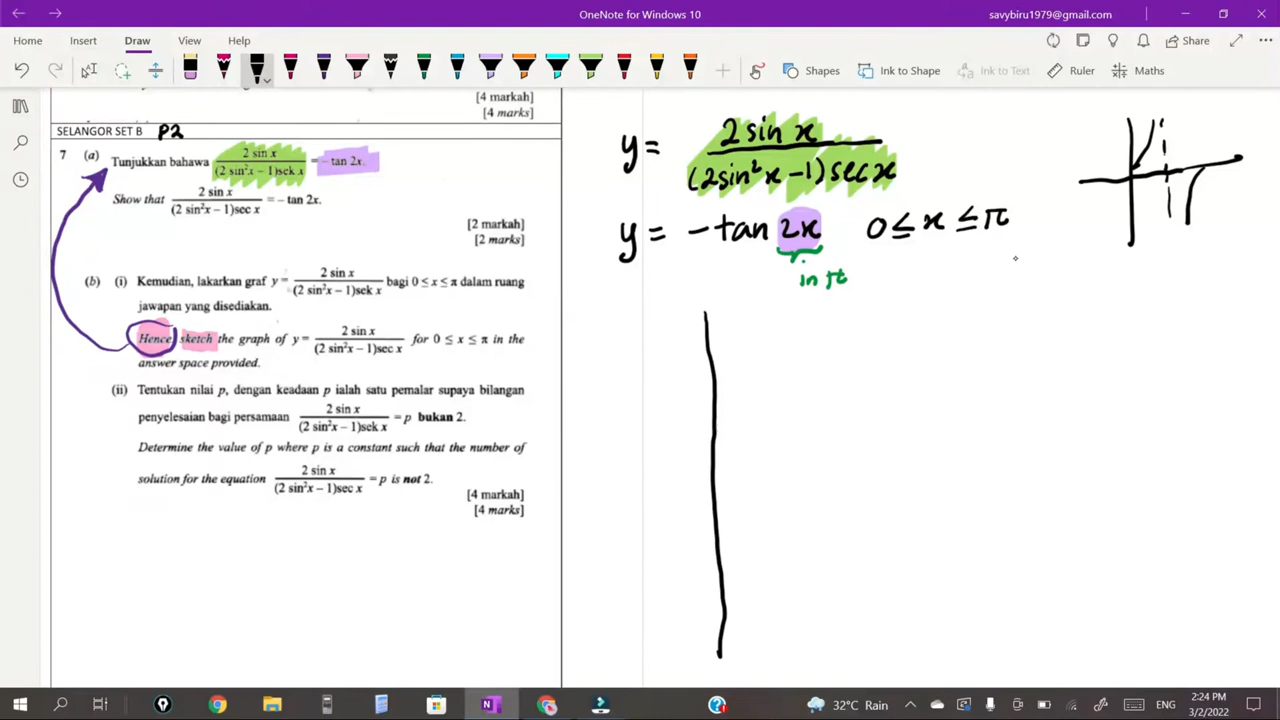 OneNote for Windows 10
savybiru1979@gmail.com
Home Insert Draw View Help
Share
Shapes
Ink to Shape
Ink to Text
Ruler
Maths
[4 markah]
[4 marks]
SELANGOR SET B P2
7 (a) Tunjukkan bahawa 2 sin x / (2 sin²x – 1)sek x = – tan 2x.
Show that 2 sin x / (2 sin²x – 1)sec x = – tan 2x.
[2 markah]
[2 marks]
(b) (i) Kemudian, lakarkan graf y = 2 sin x / (2 sin²x – 1)sek x bagi 0 ≤ x ≤ π dalam ruang
jawapan yang disediakan.
Hence sketch the graph of y = 2 sin x / (2 sin²x – 1)sec x for 0 ≤ x ≤ π in the
answer space provided.
(ii) Tentukan nilai p, dengan keadaan p ialah satu pemalar supaya bilangan
penyelesaian bagi persamaan 2 sin x / (2 sin²x – 1)sek x = p bukan 2.
Determine the value of p where p is a constant such that the number of
solution for the equation 2 sin x / (2 sin²x – 1)sec x = p is not 2.
[4 markah]
[4 marks]
y = 2 sin x / (2sin²x –1) sec x
y = –tan 2x 0 ≤ x ≤ π
in π
32°C Rain
ENG
2:24 PM
3/2/2022